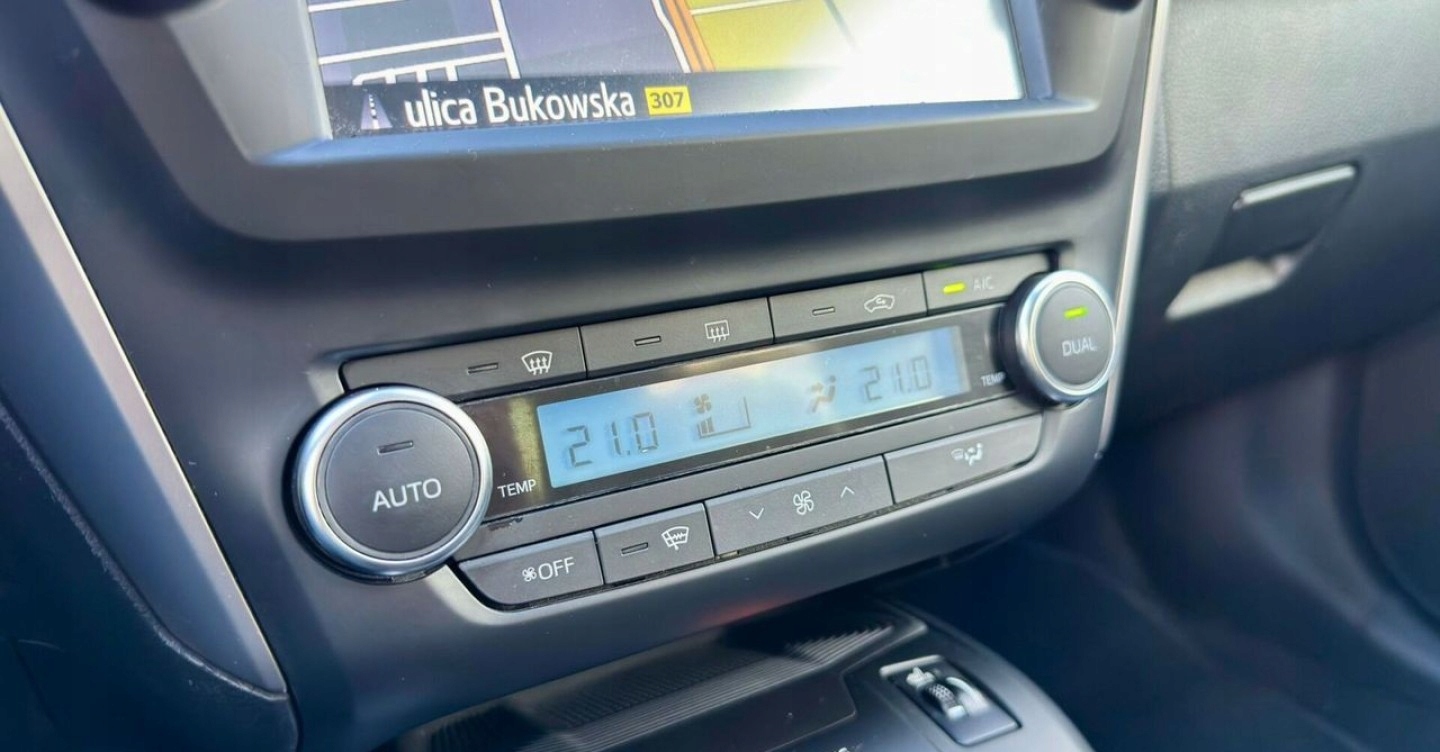 ulica Bukowska 307
A/C
DUAL
21.0 21.0
TEMP
AUTO
TEMP
OFF